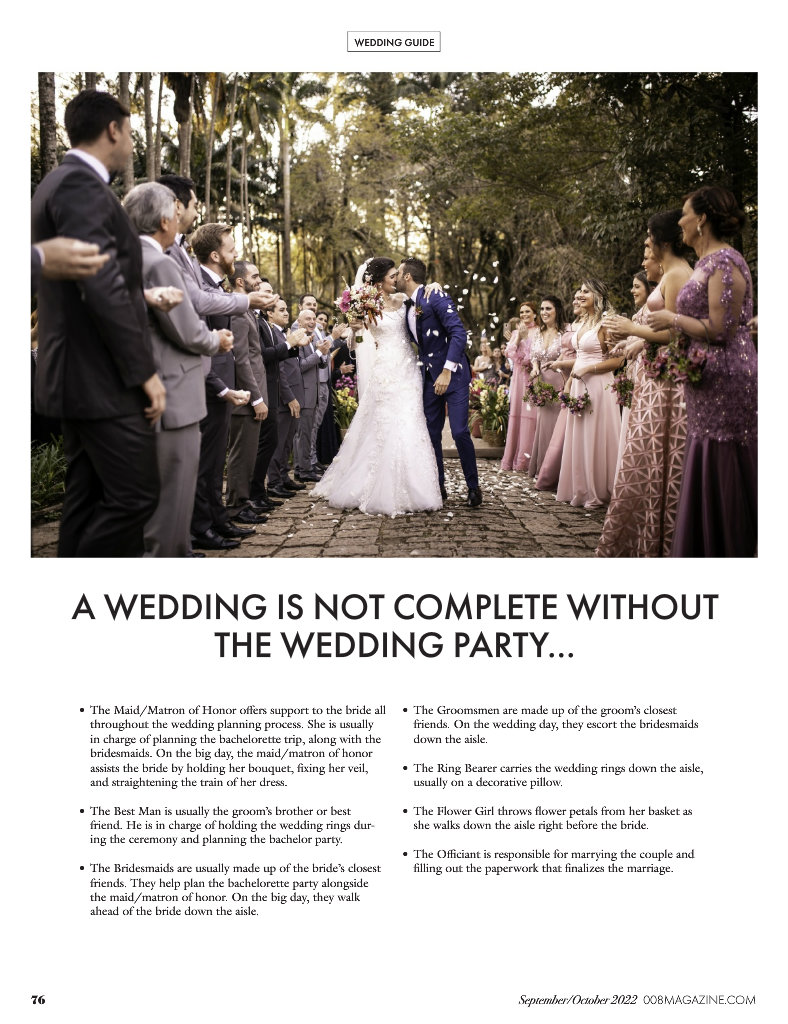 WEDDING GUIDE
A WEDDING IS NOT COMPLETE WITHOUT
THE WEDDING PARTY...
• The Maid/Matron of Honor offers support to the bride all
throughout the wedding planning process. She is usually
in charge of planning the bachelorette trip, along with the
bridesmaids. On the big day, the maid/matron of honor
assists the bride by holding her bouquet, fixing her veil,
and straightening the train of her dress.
• The Best Man is usually the groom's brother or best
friend. He is in charge of holding the wedding rings dur-
ing the ceremony and planning the bachelor party.
• The Bridesmaids are usually made up of the bride's closest
friends. They help plan the bachelorette party alongside
the maid/matron of honor. On the big day, they walk
ahead of the bride down the aisle.
• The Groomsmen are made up of the groom's closest
friends. On the wedding day, they escort the bridesmaids
down the aisle.
• The Ring Bearer carries the wedding rings down the aisle,
usually on a decorative pillow.
• The Flower Girl throws flower petals from her basket as
she walks down the aisle right before the bride.
• The Officiant is responsible for marrying the couple and
filling out the paperwork that finalizes the marriage.
76
September/October 2022 008MAGAZINE.COM